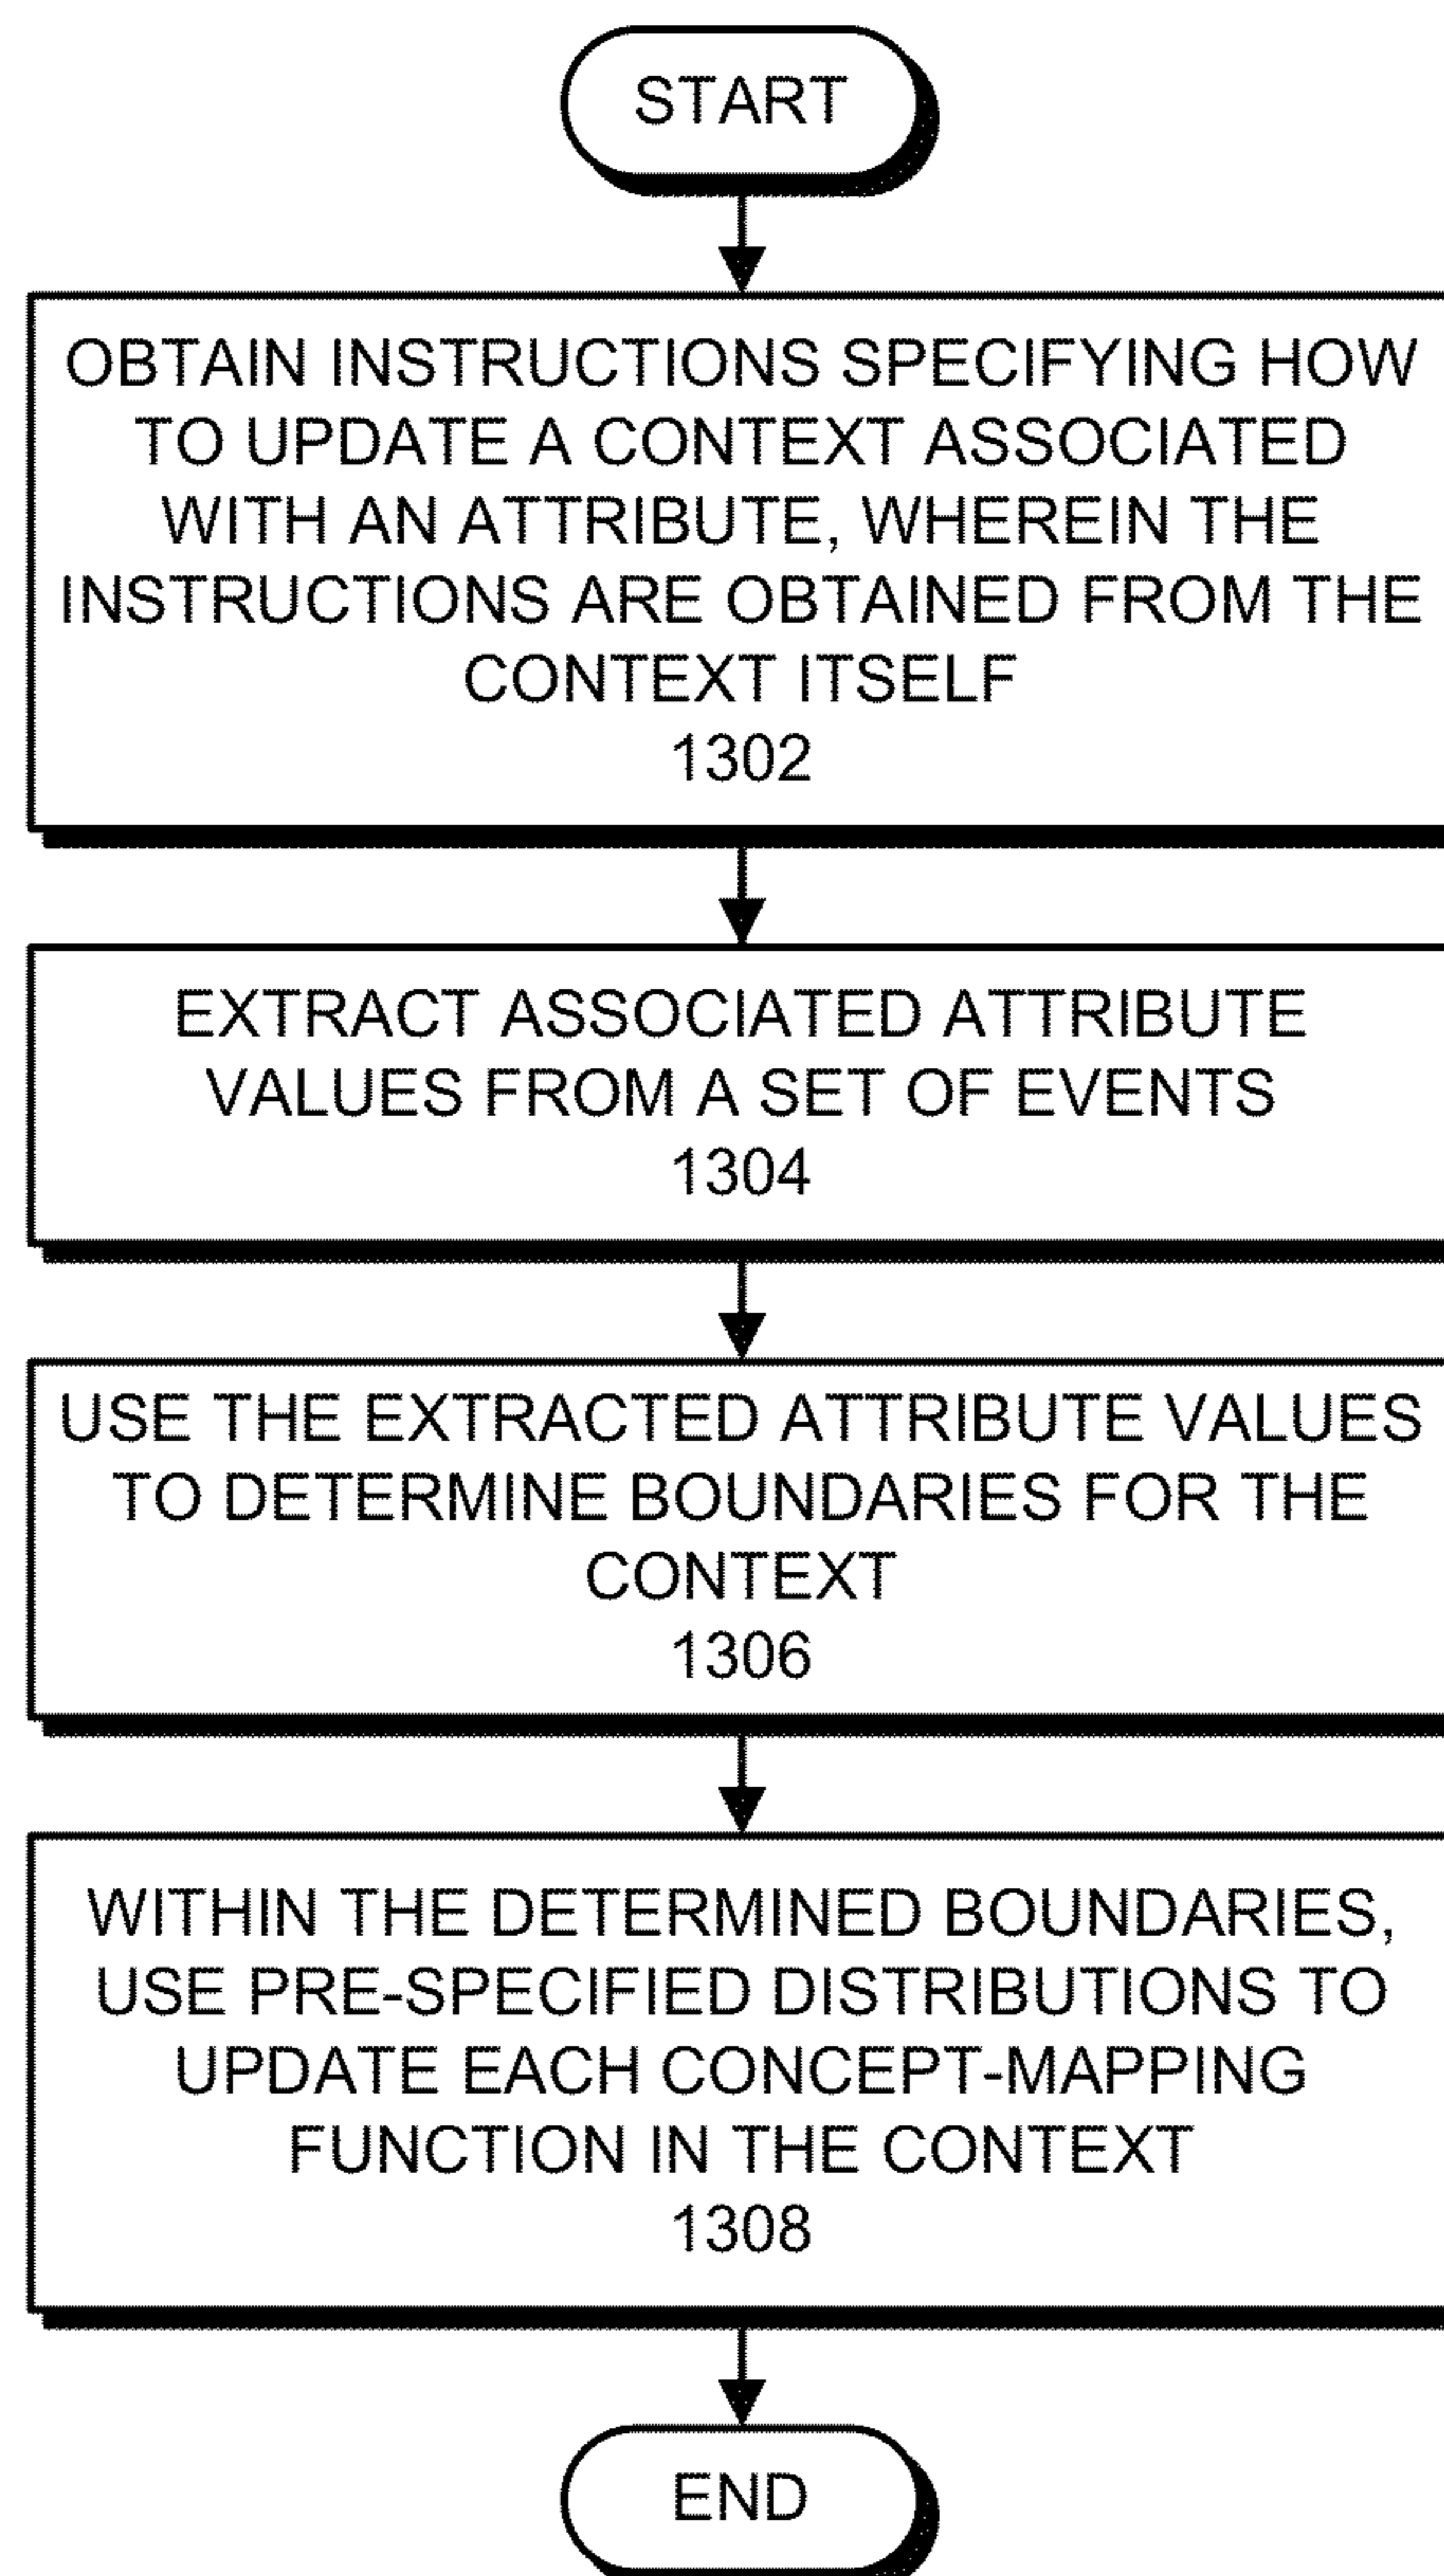 START
OBTAIN INSTRUCTIONS SPECIFYING HOW
TO UPDATE A CONTEXT ASSOCIATED
WITH AN ATTRIBUTE, WHEREIN THE
INSTRUCTIONS ARE OBTAINED FROM THE
CONTEXT ITSELF
1302
EXTRACT ASSOCIATED ATTRIBUTE
VALUES FROM A SET OF EVENTS
1304
USE THE EXTRACTED ATTRIBUTE VALUES
TO DETERMINE BOUNDARIES FOR THE
CONTEXT
1306
WITHIN THE DETERMINED BOUNDARIES,
USE PRE-SPECIFIED DISTRIBUTIONS TO
UPDATE EACH CONCEPT-MAPPING
FUNCTION IN THE CONTEXT
1308
END